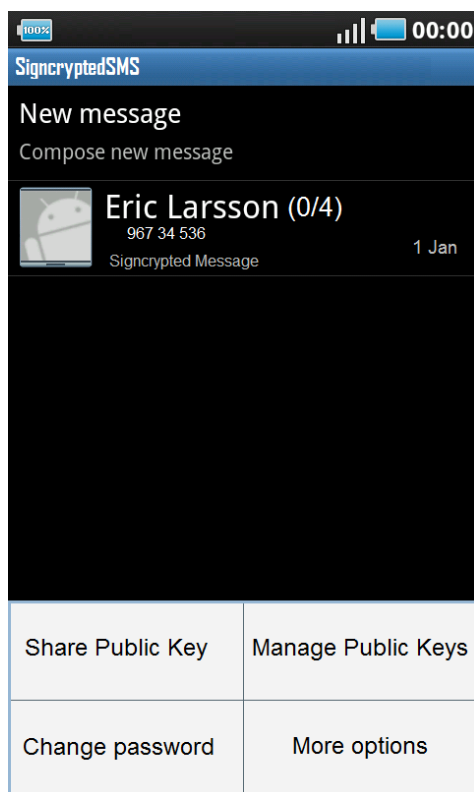 100%
00:00
SigncryptedSMS
New message
Compose new message
Eric Larsson (0/4)
967 34 536
Signcrypted Message
1 Jan
Share Public Key
Manage Public Keys
Change password
More options